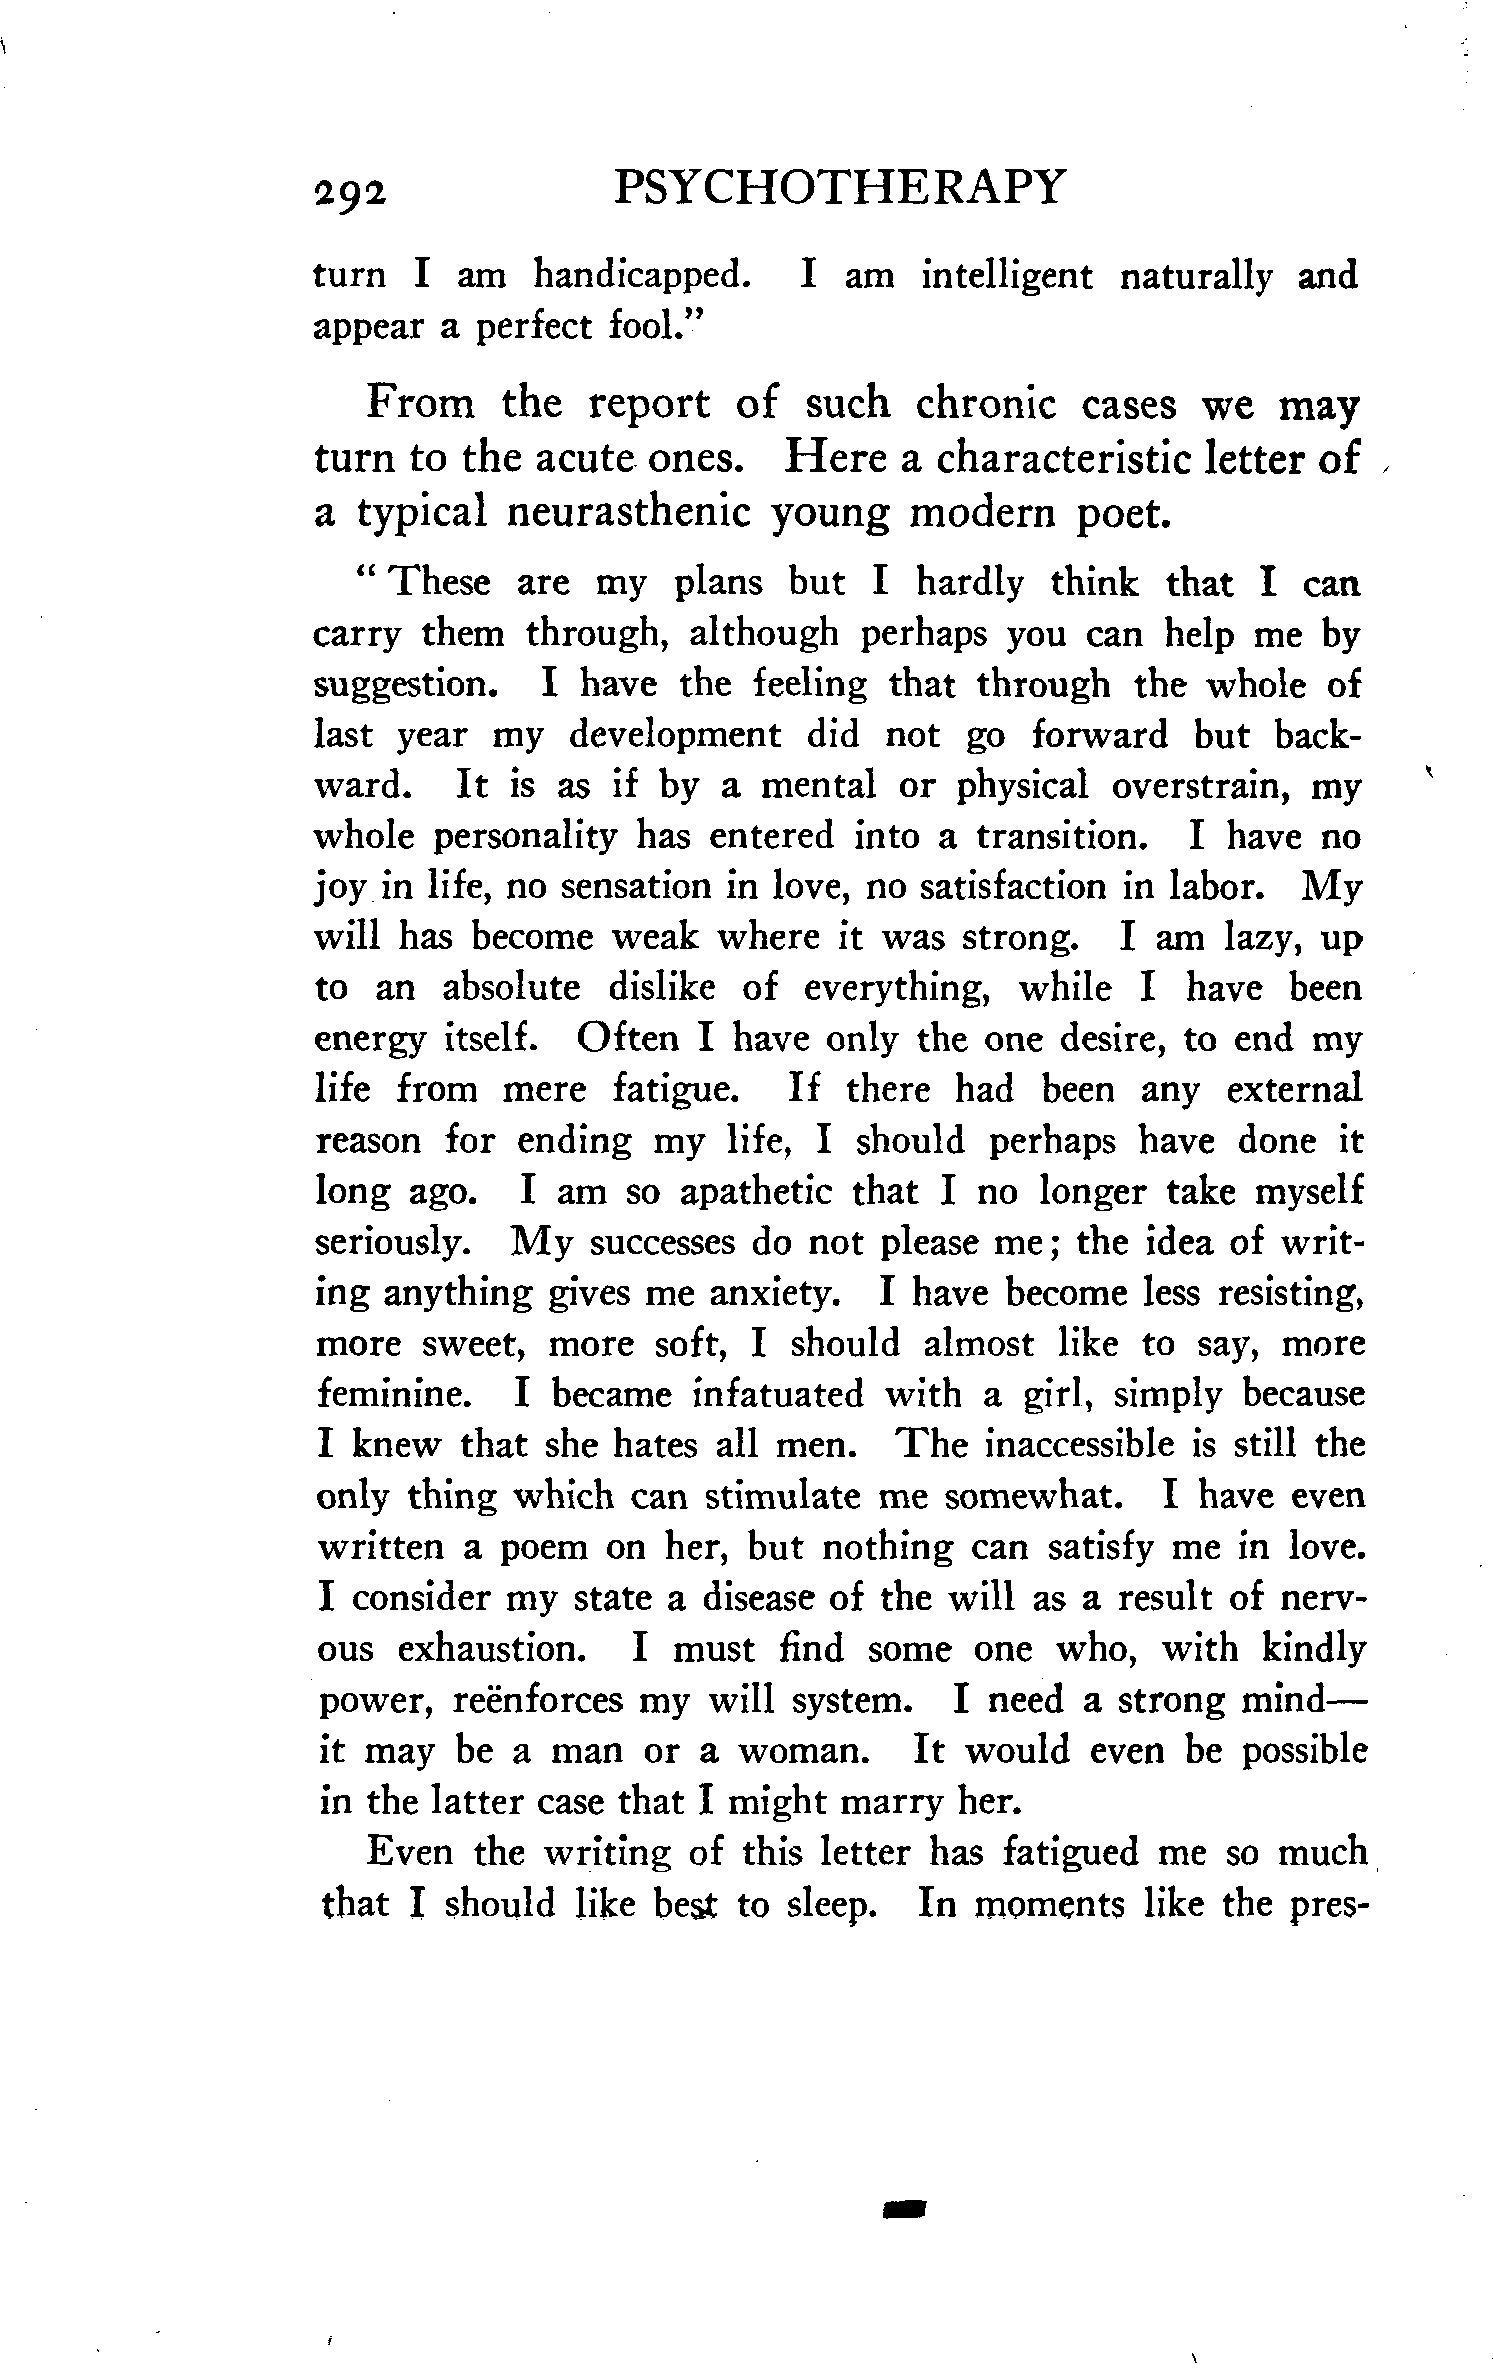 292 PSYCHOTHERAPY
turn I am handicapped. I am intelligent naturally and
appear a perfect fool."
From the report of such chronic cases we may
turn to the acute ones. Here a characteristic letter of
a typical neurasthenic young modern poet.
" These are my plans but I hardly think that I can
carry them through, although perhaps you can help me by
suggestion. I have the feeling that through the whole of
last year my development did not go forward but back-
ward. It is as if by a mental or physical overstrain, my
whole personality has entered into a transition. I have no
joy in life, no sensation in love, no satisfaction in labor. My
will has become weak where it was strong. I am lazy, up
to an absolute dislike of everything, while I have been
energy itself. Often I have only the one desire, to end my
life from mere fatigue. If there had been any external
reason for ending my life, I should perhaps have done it
long ago. I am so apathetic that I no longer take myself
seriously. My successes do not please me; the idea of writ-
ing anything gives me anxiety. I have become less resisting,
more sweet, more soft, I should almost like to say, more
feminine. I became infatuated with a girl, simply because
I knew that she hates all men. The inaccessible is still the
only thing which can stimulate me somewhat. I have even
written a poem on her, but nothing can satisfy me in love.
I consider my state a disease of the will as a result of nerv-
ous exhaustion. I must find some one who, with kindly
power, reënforces my will system. I need a strong mind—
it may be a man or a woman. It would even be possible
in the latter case that I might marry her.
Even the writing of this letter has fatigued me so much
that I should like best to sleep. In moments like the pres-